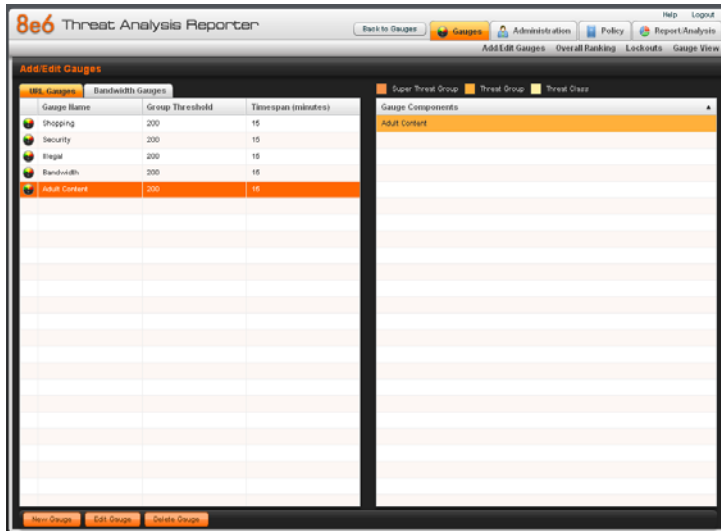 Help Logout
8e6 Threat Analysis Reporter
Back to Gauges Gauges Administration Policy Report/Analysis
Add/Edit Gauges Overall Ranking Lockouts Gauge View
Add/Edit Gauges
URL Gauges Bandwidth Gauges
Super Threat Group Threat Group Threat Class
Gauge Name Group Threshold Timespan (minutes)
Gauge Components
Shopping 200 15
Adult Content
Security 200 15
Illegal 200 15
Bandwidth 200 15
Adult Content 200 15
New Gauge Edit Gauge Delete Gauge